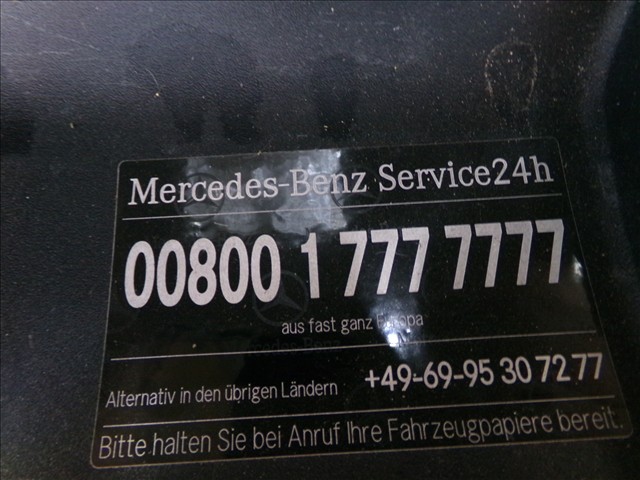 Mercedes-Benz Service24h
00800 1 777 7777
aus fast ganz Europa
Alternativ in den übrigen Ländern +49-69-95 30 72 77
Bitte halten Sie bei Anruf Ihre Fahrzeugpapiere bereit.